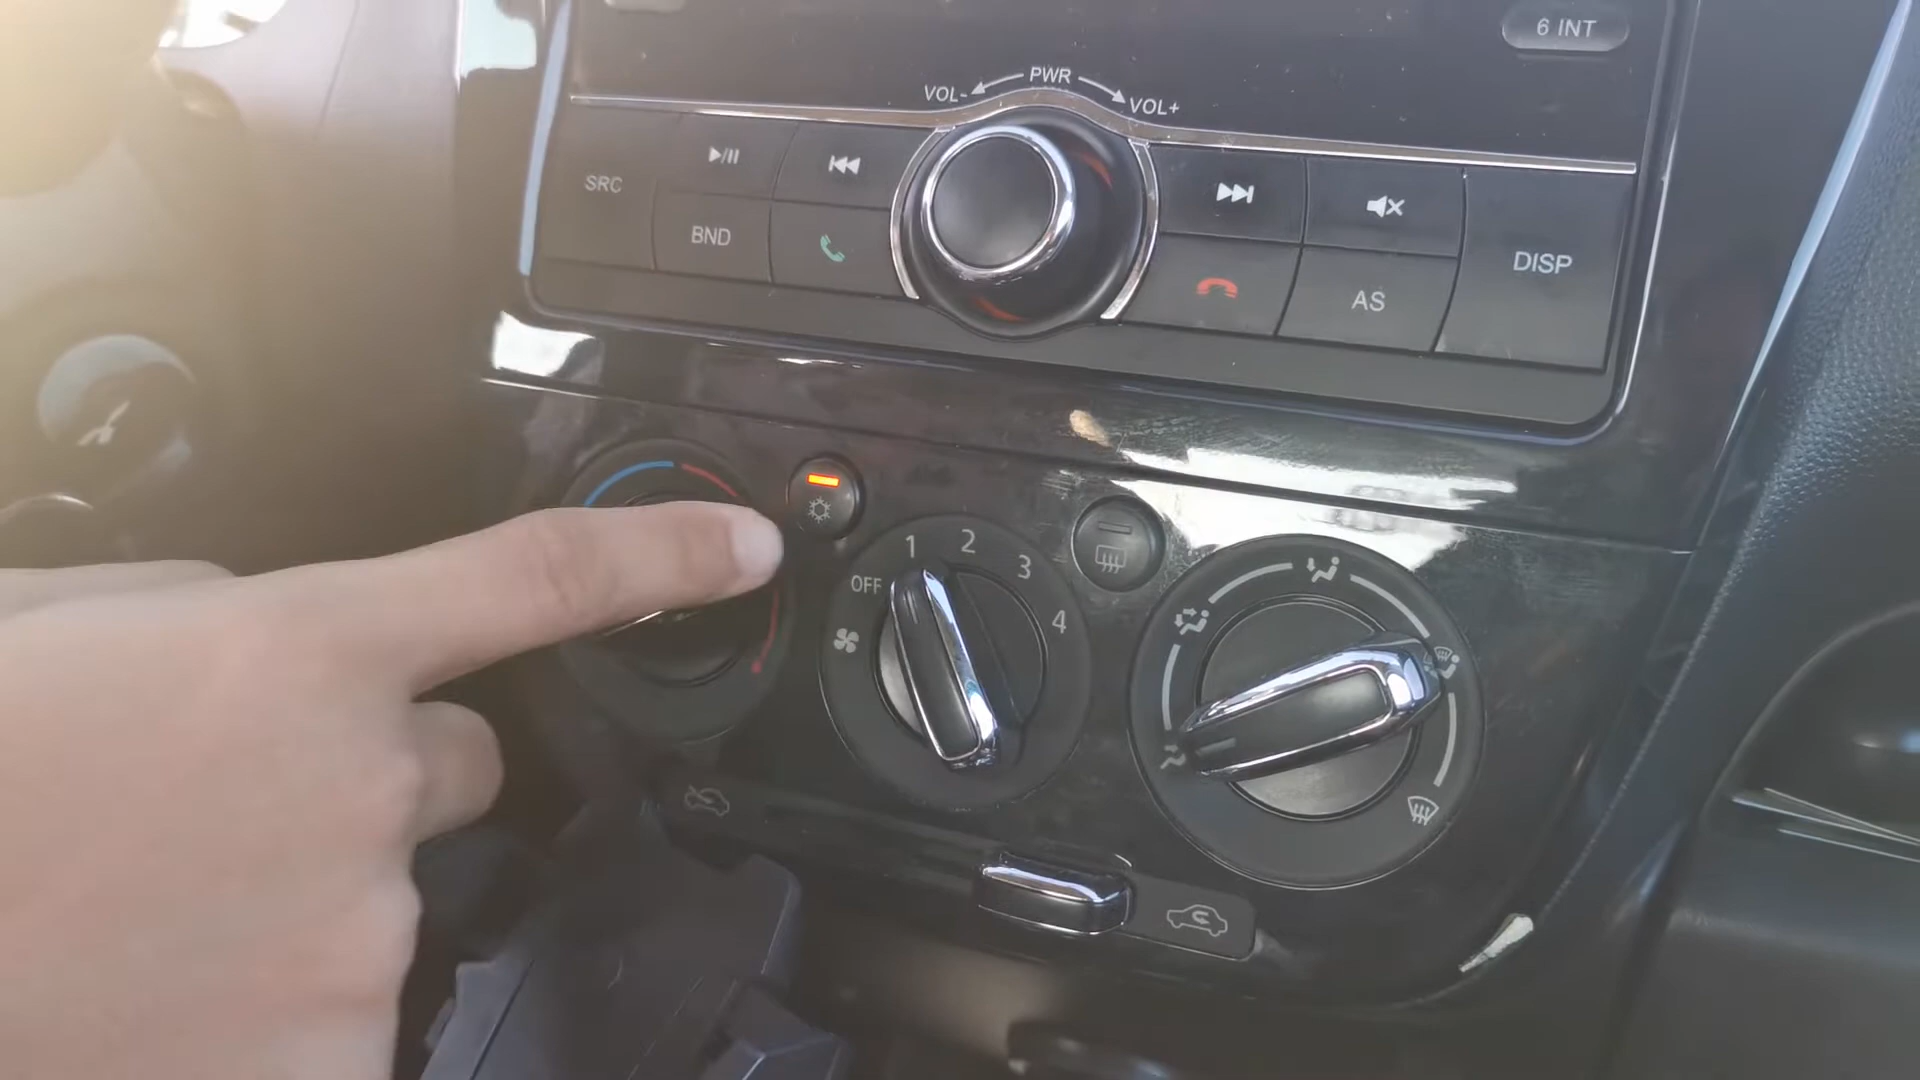 6 INT
PWR
VOL-
VOL+
SRC
BND
AS
DISP
OFF
1
2
3
4